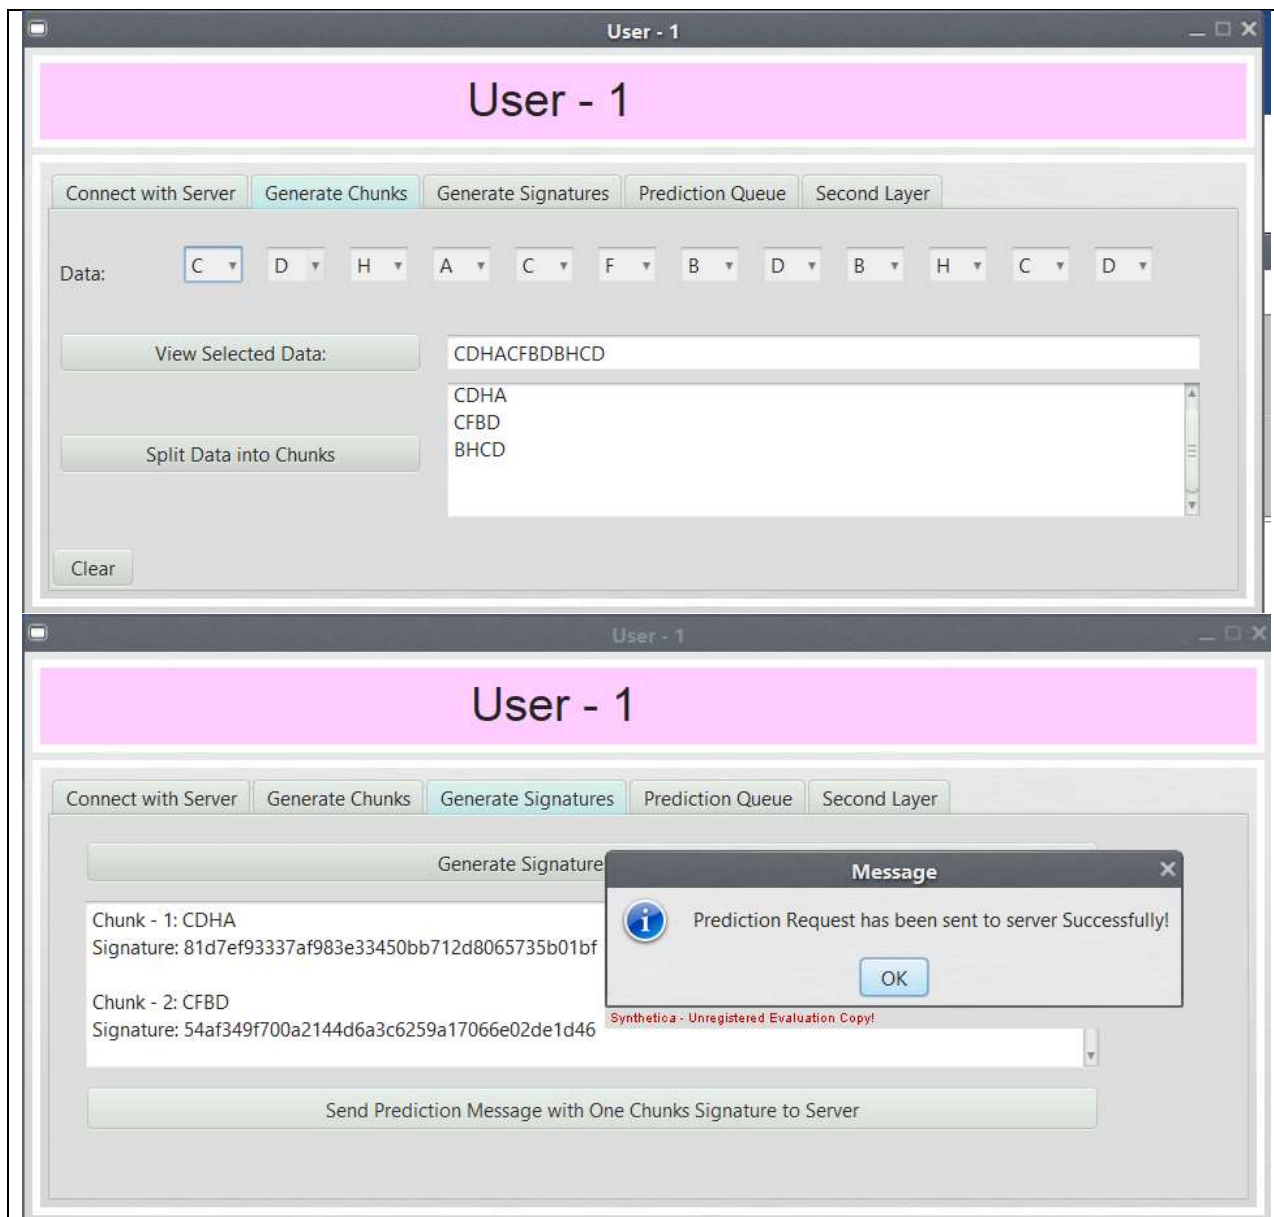 User - 1
User - 1
Connect with Server Generate Chunks Generate Signatures Prediction Queue Second Layer
Data: C D H A C F B D B H C D
View Selected Data: CDHACFBDBHCD
CDHA
CFBD
Split Data into Chunks BHCD
Clear
User - 1
User - 1
Connect with Server Generate Chunks Generate Signatures Prediction Queue Second Layer
Generate Signature
Message
Prediction Request has been sent to server Successfully!
OK
Synthetica - Unregistered Evaluation Copy!
Chunk - 1: CDHA
Signature: 81d7ef93337af983e33450bb712d8065735b01bf
Chunk - 2: CFBD
Signature: 54af349f700a2144d6a3c6259a17066e02de1d46
Send Prediction Message with One Chunks Signature to Server